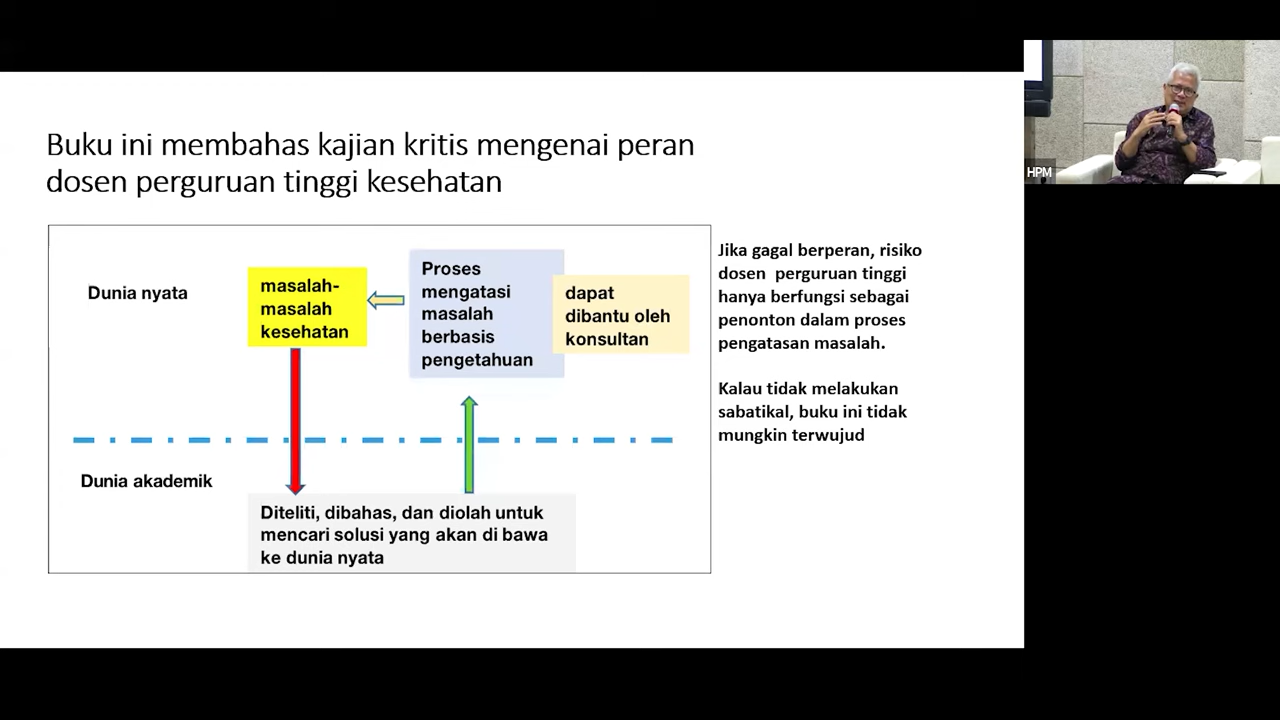 Buku ini membahas kajian kritis mengenai peran
dosen perguruan tinggi kesehatan
Dunia nyata
masalah-
masalah
kesehatan
Proses
mengatasi
masalah
berbasis
pengetahuan
dapat
dibantu oleh
konsultan
Dunia akademik
Diteliti, dibahas, dan diolah untuk
mencari solusi yang akan di bawa
ke dunia nyata
Jika gagal berperan, risiko
dosen perguruan tinggi
hanya berfungsi sebagai
penonton dalam proses
pengatasan masalah.
Kalau tidak melakukan
sabatikal, buku ini tidak
mungkin terwujud
HPM